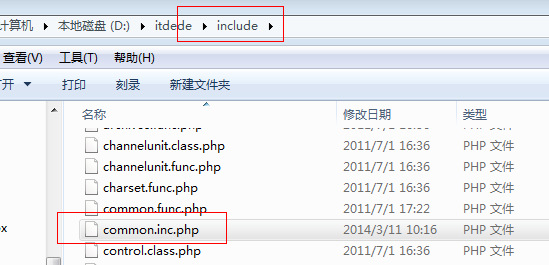 计算机 ▸ 本地磁盘 (D:) ▸ itdede ▸ include ▸
查看(V) 工具(T) 帮助(H)
打开 打印 刻录 新建文件夹
名称 修改日期 类型
channelunit.class.php 2011/7/1 16:36 PHP 文件
channelunit.func.php 2011/7/1 16:36 PHP 文件
charset.func.php 2011/7/1 16:36 PHP 文件
common.func.php 2011/7/1 17:22 PHP 文件
common.inc.php 2014/3/11 10:16 PHP 文件
control.class.php 2011/7/1 16:36 PHP 文件